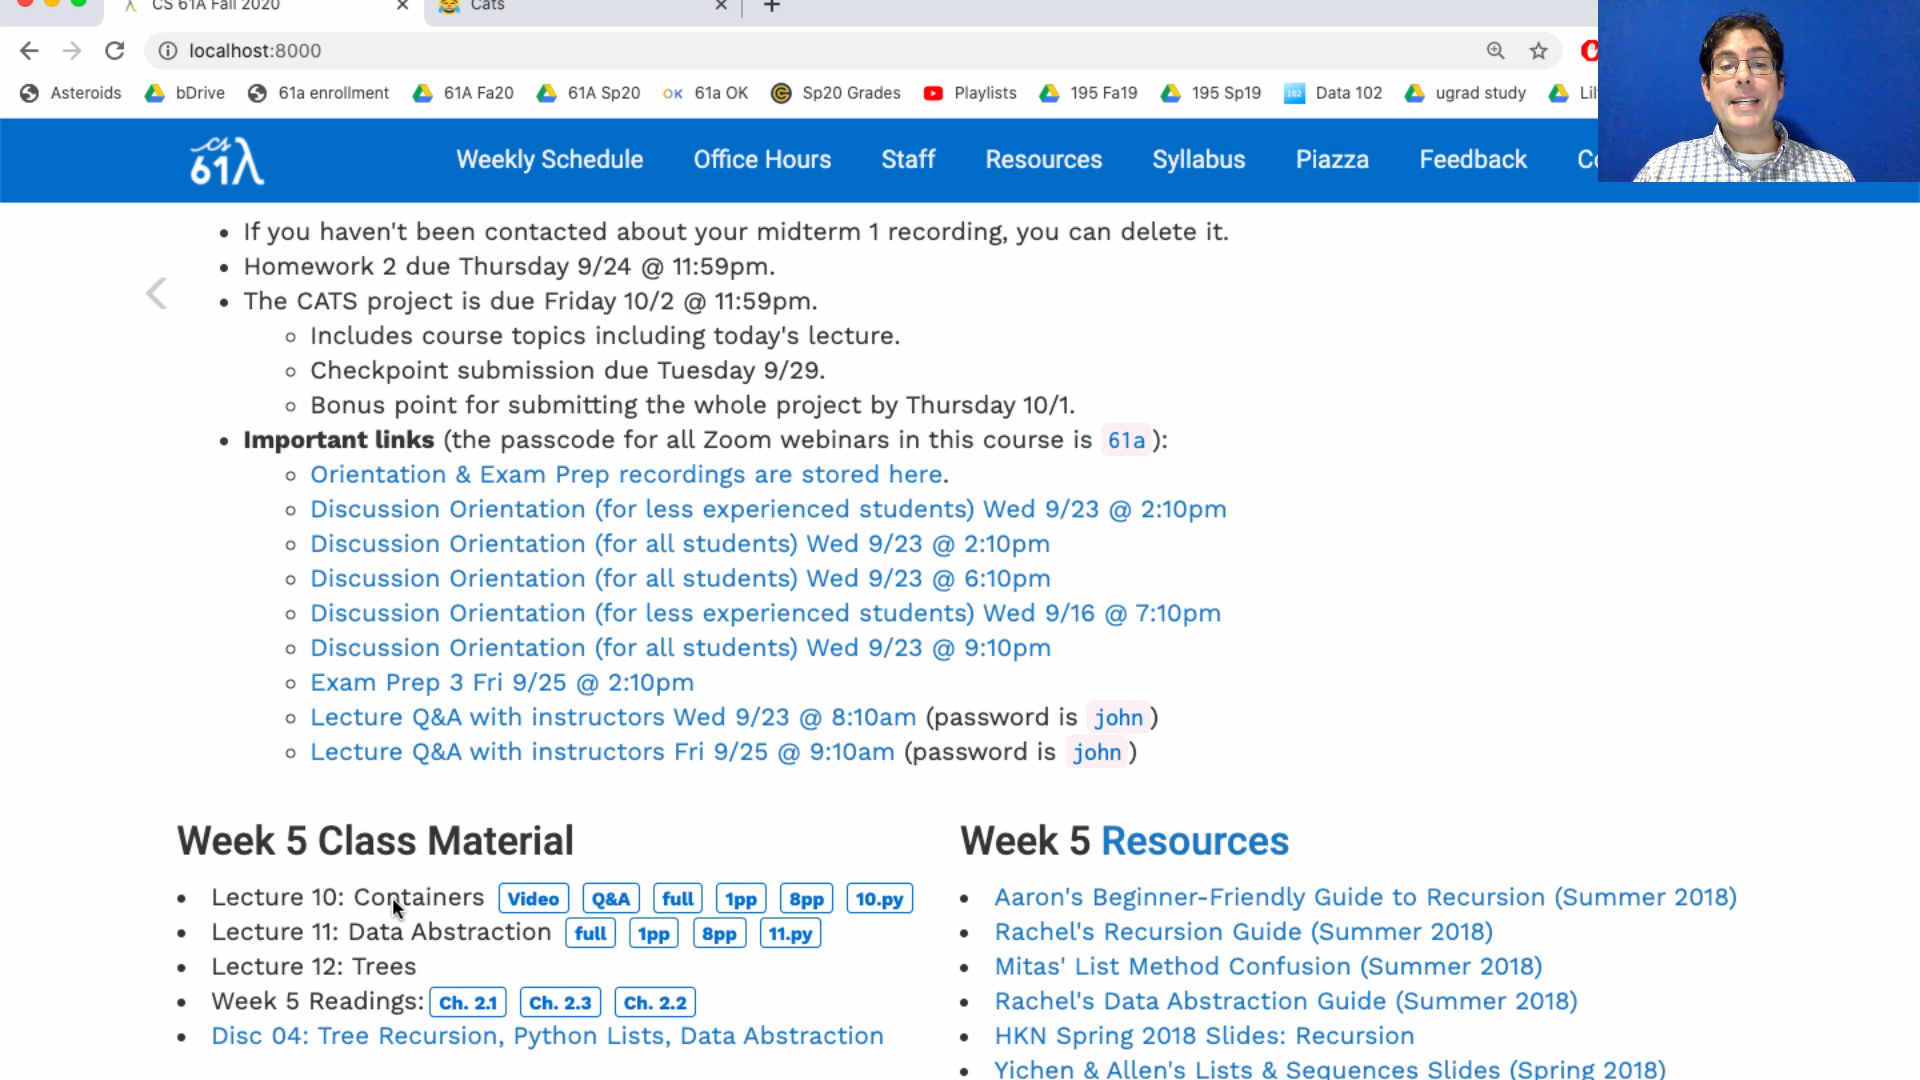 CS 61A Fall 2020
Cats
localhost:8000
Asteroids bDrive 61a enrollment 61A Fa20 61A Sp20 OK 61a OK Sp20 Grades Playlists 195 Fa19 195 Sp19 102 Data 102 ugrad study
cs 61λ Weekly Schedule Office Hours Staff Resources Syllabus Piazza Feedback
If you haven't been contacted about your midterm 1 recording, you can delete it.
Homework 2 due Thursday 9/24 @ 11:59pm.
The CATS project is due Friday 10/2 @ 11:59pm.
Includes course topics including today's lecture.
Checkpoint submission due Tuesday 9/29.
Bonus point for submitting the whole project by Thursday 10/1.
Important links (the passcode for all Zoom webinars in this course is 61a):
Orientation & Exam Prep recordings are stored here.
Discussion Orientation (for less experienced students) Wed 9/23 @ 2:10pm
Discussion Orientation (for all students) Wed 9/23 @ 2:10pm
Discussion Orientation (for all students) Wed 9/23 @ 6:10pm
Discussion Orientation (for less experienced students) Wed 9/16 @ 7:10pm
Discussion Orientation (for all students) Wed 9/23 @ 9:10pm
Exam Prep 3 Fri 9/25 @ 2:10pm
Lecture Q&A with instructors Wed 9/23 @ 8:10am (password is john)
Lecture Q&A with instructors Fri 9/25 @ 9:10am (password is john)
Week 5 Class Material
Lecture 10: Containers Video Q&A full 1pp 8pp 10.py
Lecture 11: Data Abstraction full 1pp 8pp 11.py
Lecture 12: Trees
Week 5 Readings: Ch. 2.1 Ch. 2.3 Ch. 2.2
Disc 04: Tree Recursion, Python Lists, Data Abstraction
Week 5 Resources
Aaron's Beginner-Friendly Guide to Recursion (Summer 2018)
Rachel's Recursion Guide (Summer 2018)
Mitas' List Method Confusion (Summer 2018)
Rachel's Data Abstraction Guide (Summer 2018)
HKN Spring 2018 Slides: Recursion
Yichen & Allen's Lists & Sequences Slides (Spring 2018)